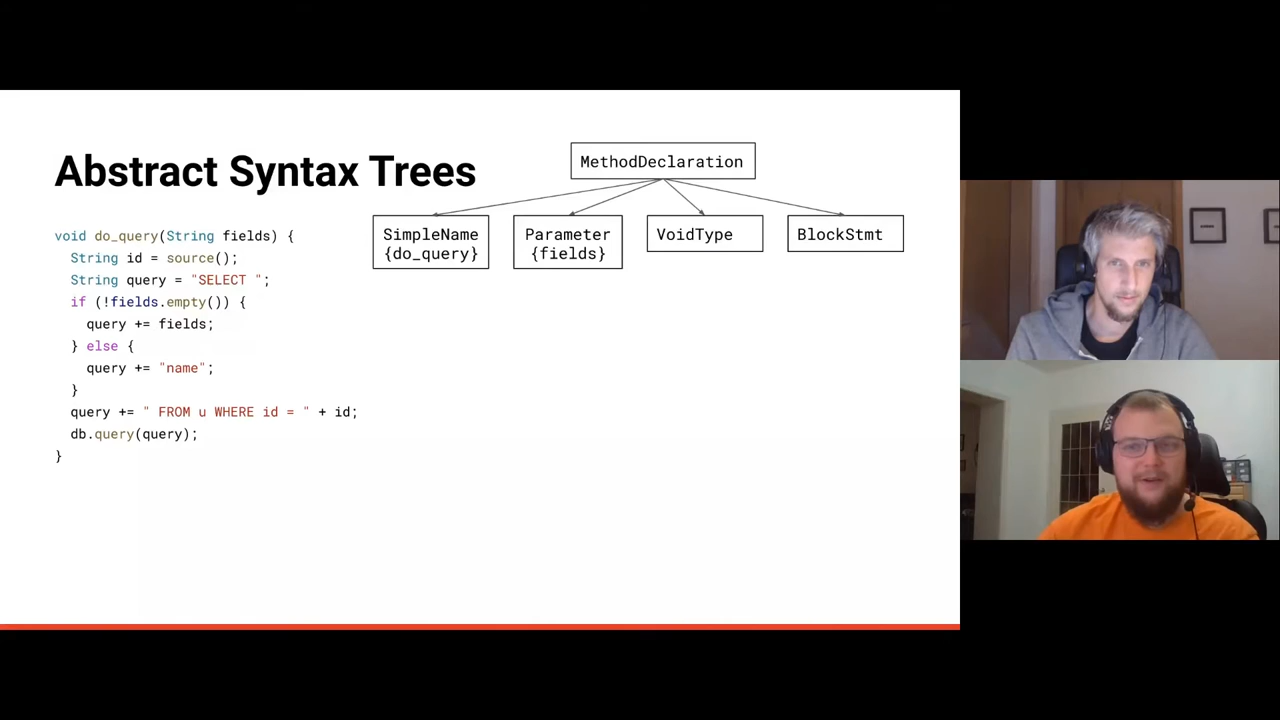 Abstract Syntax Trees
void do_query(String fields) {
  String id = source();
  String query = "SELECT ";
  if (!fields.empty()) {
    query += fields;
  } else {
    query += "name";
  }
  query += " FROM u WHERE id = " + id;
  db.query(query);
}
MethodDeclaration
SimpleName
{do_query}
Parameter
{fields}
VoidType
BlockStmt